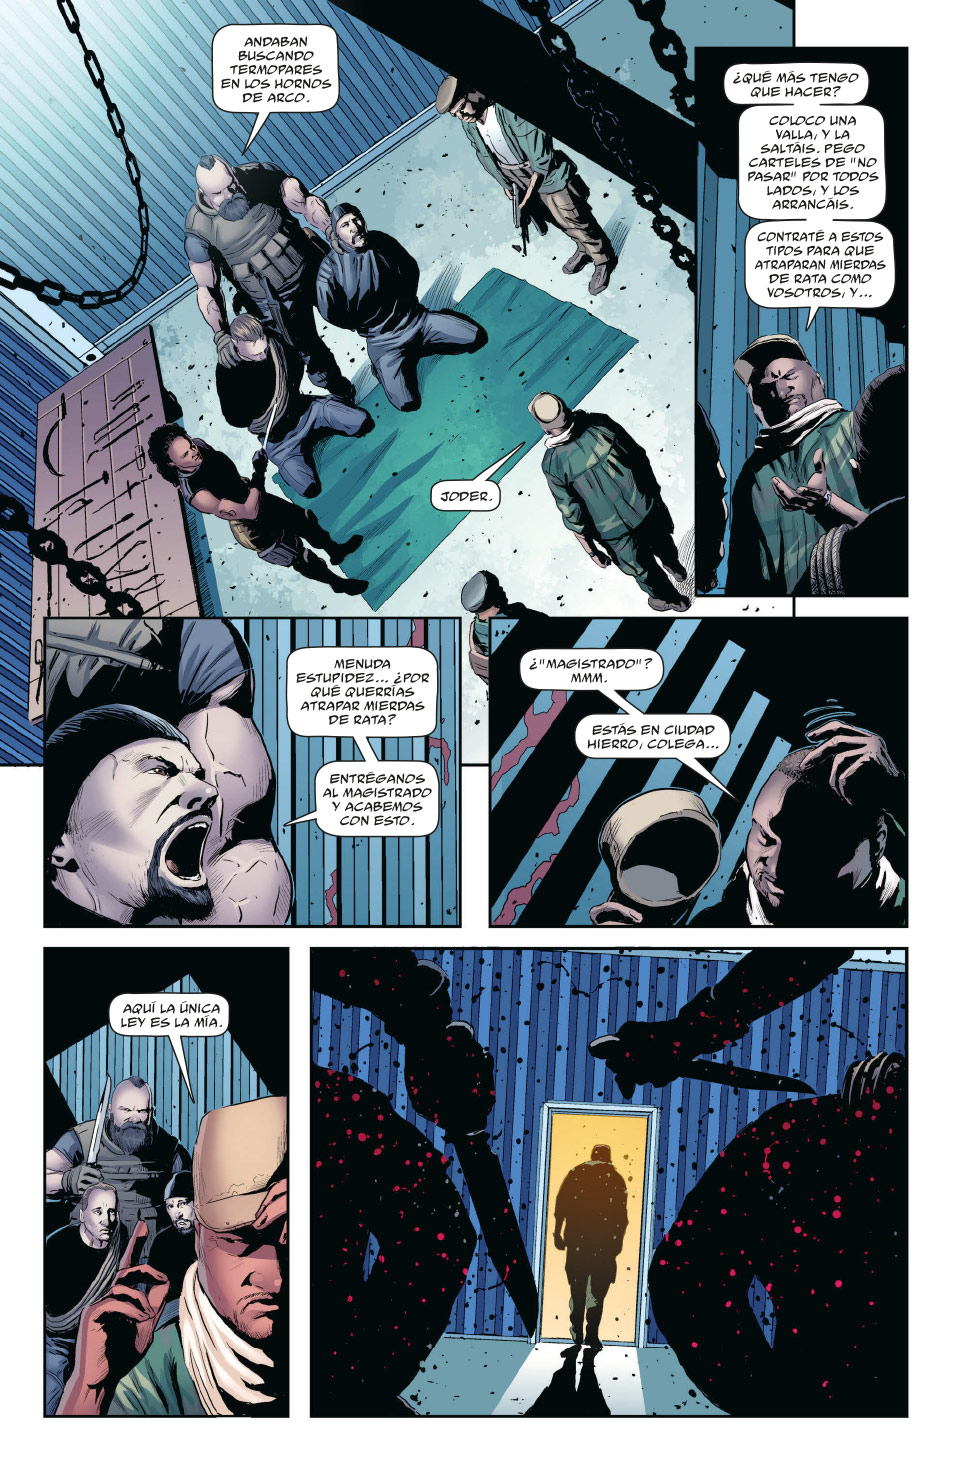 ANDABAN
BUSCANDO
TERMOPARES
EN LOS HORNOS
DE ARCO.
JODER.
¿QUÉ MÁS TENGO
QUE HACER?
COLOCO UNA
VALLA, Y LA
SALTÁIS. PEGO
CARTELES DE "NO
PASAR" POR TODOS
LADOS, Y LOS
ARRANCÁIS.
CONTRATÉ A ESTOS
TIPOS PARA QUE
ATRAPARAN MIERDAS
DE RATA COMO
VOSOTROS, Y...
MENUDA
ESTUPIDEZ... ¿POR
QUÉ QUERRÍAS
ATRAPAR MIERDAS
DE RATA?
ENTRÉGANOS
AL MAGISTRADO
Y ACABEMOS
CON ESTO.
¿"MAGISTRADO"?
MMM.
ESTÁS EN CIUDAD
HIERRO, COLEGA...
AQUÍ LA ÚNICA
LEY ES LA MÍA.